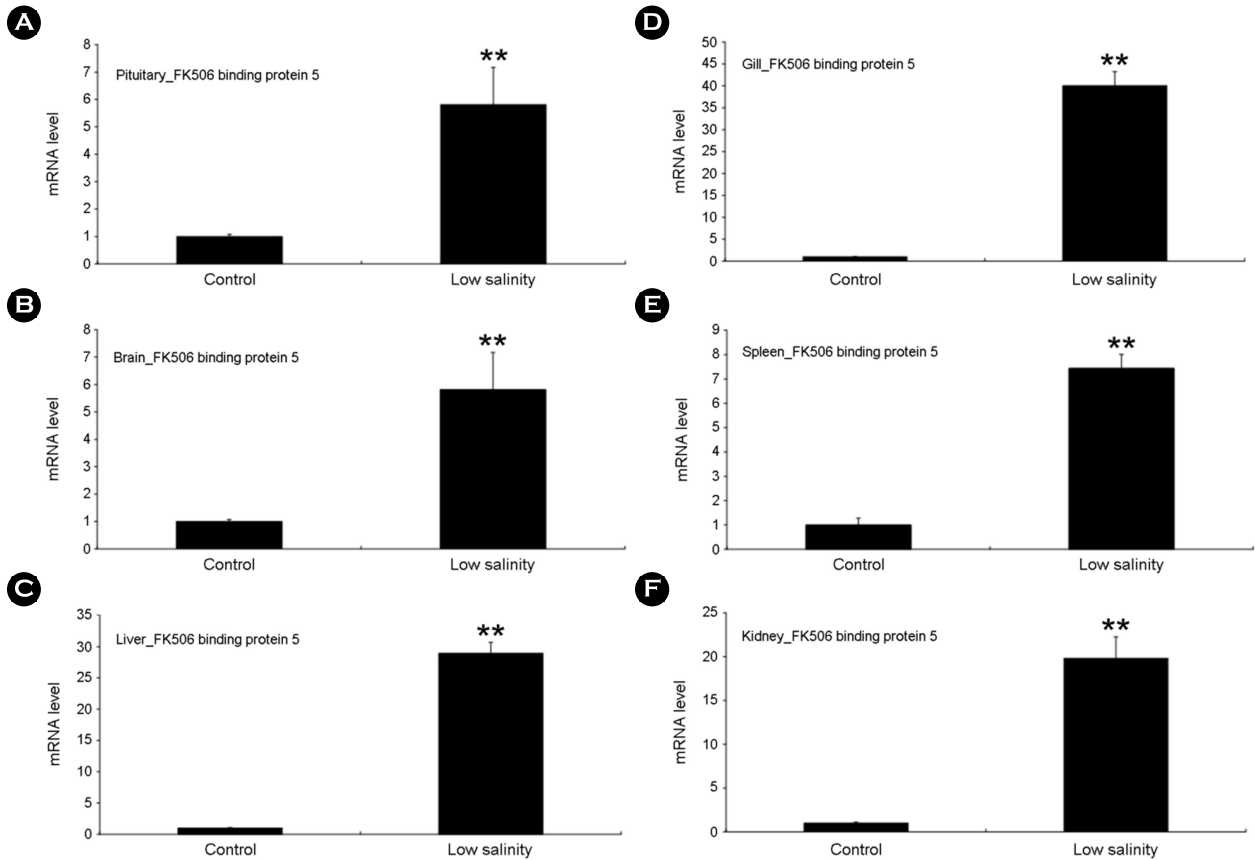 A
8
7
6
5
4
3
2
1
0
mRNA level
Pituitary_FK506 binding protein 5
**
Control
Low salinity
B
8
7
6
5
4
3
2
1
0
mRNA level
Brain_FK506 binding protein 5
**
Control
Low salinity
C
35
30
25
20
15
10
5
0
mRNA level
Liver_FK506 binding protein 5
**
Control
Low salinity
D
50
45
40
35
30
25
20
15
10
5
0
mRNA level
Gill_FK506 binding protein 5
**
Control
Low salinity
E
9
8
7
6
5
4
3
2
1
0
mRNA level
Spleen_FK506 binding protein 5
**
Control
Low salinity
F
25
20
15
10
5
0
mRNA level
Kidney_FK506 binding protein 5
**
Control
Low salinity